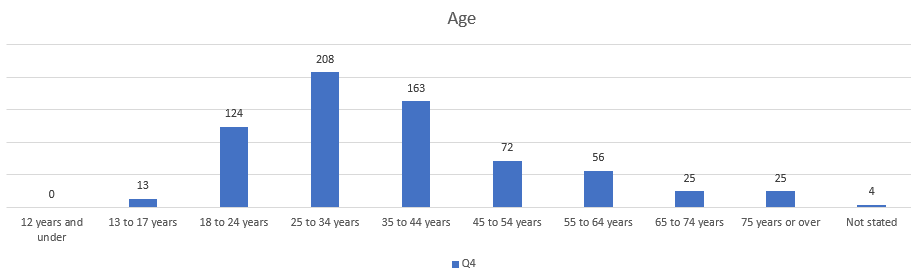 Age
208
163
124
72
56
25
25
13
4
0
12 years and
under
13 to 17 years
18 to 24 years
25 to 34 years
35 to 44 years
45 to 54 years
55 to 64 years
65 to 74 years
75 years or over
Not stated
Q4